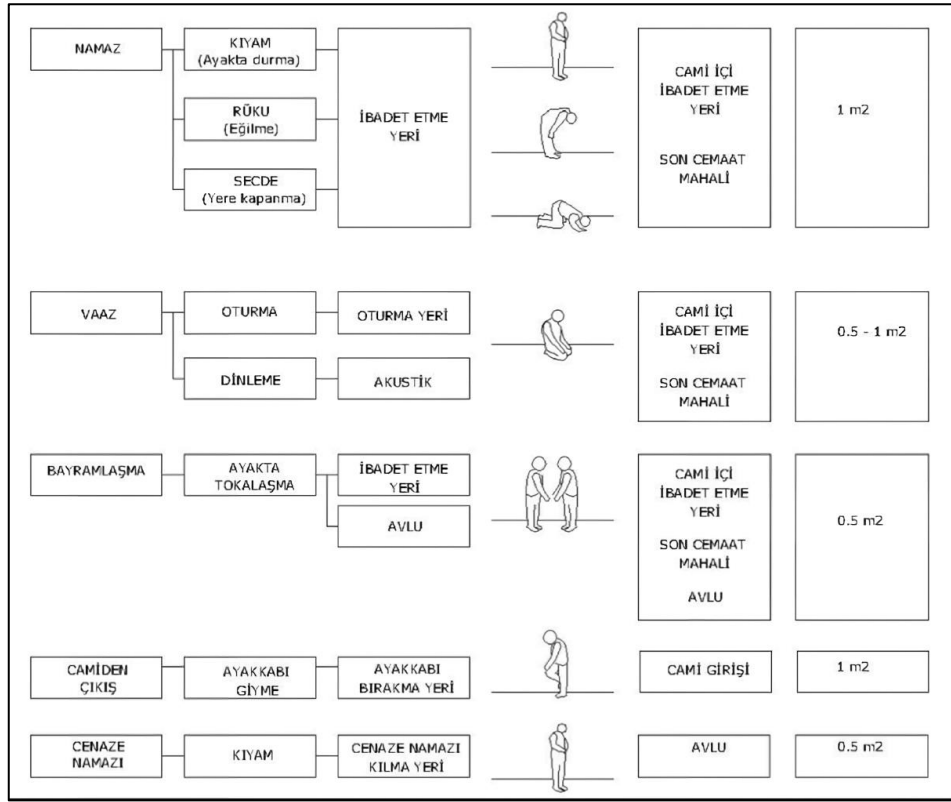 NAMAZ
KIYAM
(Ayakta durma)
RÜKU
(Eğilme)
SECDE
(Yere kapanma)
İBADET ETME
YERİ
CAMİ İÇİ
İBADET ETME
YERİ
SON CEMAAT
MAHALİ
1 m2
VAAZ
OTURMA
OTURMA YERİ
DİNLEME
AKUSTİK
CAMİ İÇİ
İBADET ETME
YERİ
SON CEMAAT
MAHALİ
0.5 - 1 m2
BAYRAMLAŞMA
AYAKTA
TOKALAŞMA
İBADET ETME
YERİ
AVLU
CAMİ İÇİ
İBADET ETME
YERİ
SON CEMAAT
MAHALİ
AVLU
0.5 m2
CAMİDEN
ÇIKIŞ
AYAKKABI
GİYME
AYAKKABI
BIRAKMA YERİ
CAMİ GİRİŞİ
1 m2
CENAZE
NAMAZI
KIYAM
CENAZE NAMAZI
KILMA YERİ
AVLU
0.5 m2